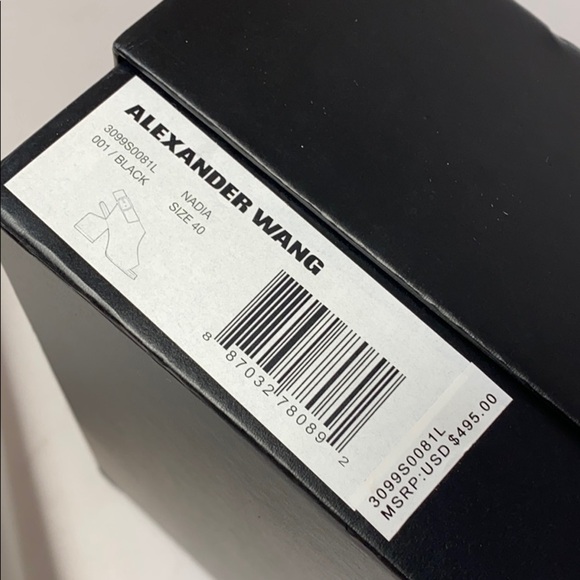 ALEXANDER WANG
3099S0081L
001 / BLACK
NADIA
SIZE 40
8 87032 78089 2
3099S0081L
MSRP:USD $495.00